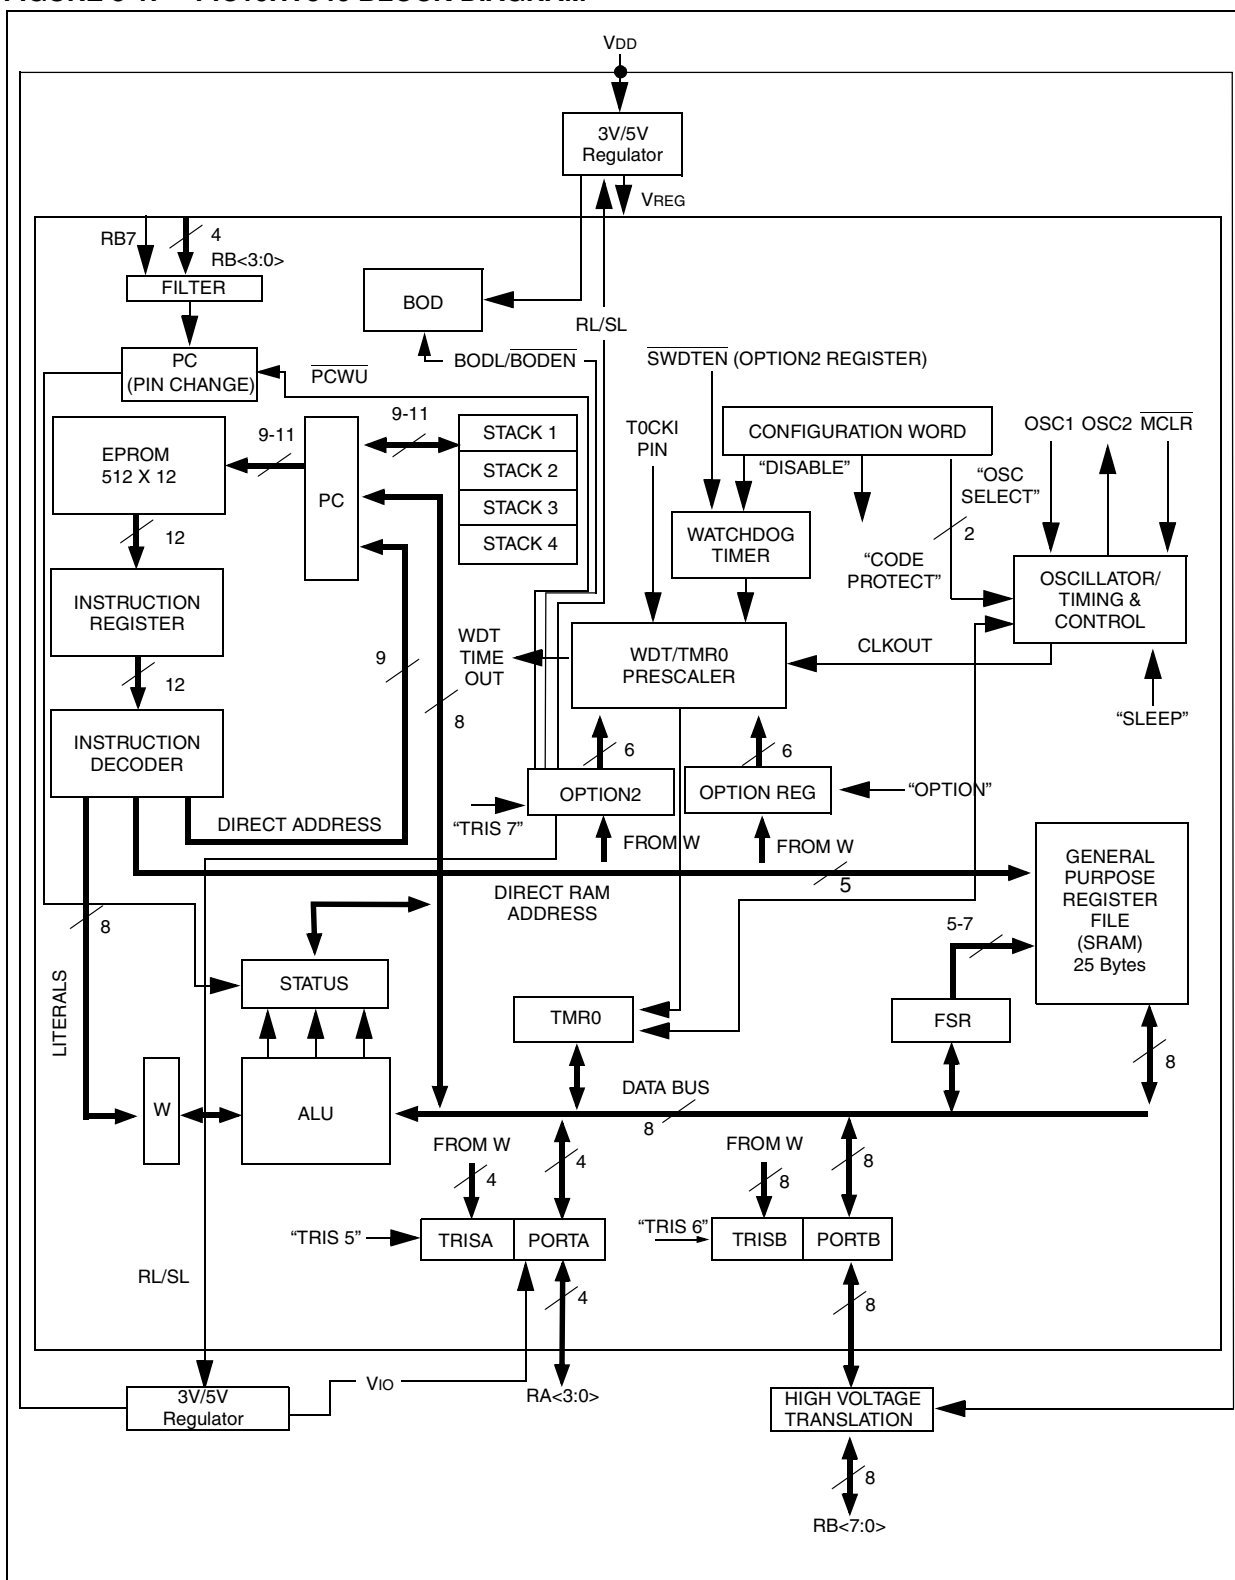 VDD
3V/5V
Regulator
VREG
RB7
4
RB<3:0>
FILTER
BOD
RL/SL
PC
(PIN CHANGE)
PCWU
BODL/BODEN
SWDTEN (OPTION2 REGISTER)
9-11
9-11
STACK 1
STACK 2
STACK 3
STACK 4
T0CKI
PIN
CONFIGURATION WORD
OSC1 OSC2 MCLR
EPROM
512 X 12
PC
“DISABLE”
“OSC
SELECT”
12
WATCHDOG
TIMER
2
“CODE
PROTECT”
INSTRUCTION
REGISTER
OSCILLATOR/
TIMING &
CONTROL
WDT
TIME
OUT
9
8
WDT/TMR0
PRESCALER
CLKOUT
12
“SLEEP”
INSTRUCTION
DECODER
6
6
OPTION2
OPTION REG
“OPTION”
“TRIS 7”
DIRECT ADDRESS
FROM W
FROM W
DIRECT RAM
ADDRESS
5
GENERAL
PURPOSE
REGISTER
FILE
(SRAM)
25 Bytes
8
5-7
LITERALS
STATUS
TMR0
FSR
8
W
ALU
DATA BUS
8
FROM W
4
4
FROM W
8
8
“TRIS 5”
TRISA
PORTA
“TRIS 6”
TRISB
PORTB
RL/SL
4
8
3V/5V
Regulator
VIO
RA<3:0>
HIGH VOLTAGE
TRANSLATION
8
RB<7:0>